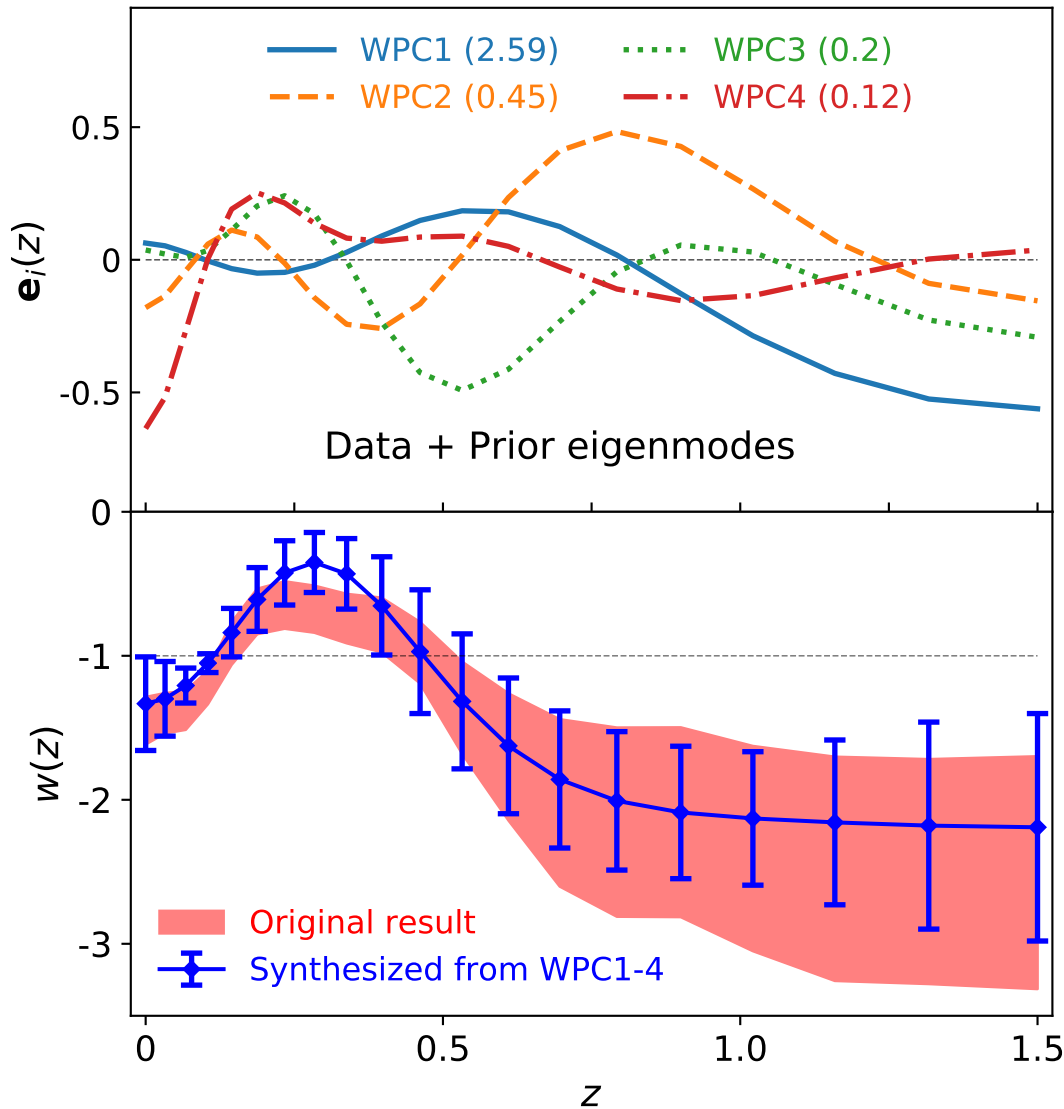 WPC1 (2.59)
WPC2 (0.45)
WPC3 (0.2)
WPC4 (0.12)
0.5
0
-0.5
e_i(z)
Data + Prior eigenmodes
0
-1
-2
-3
w(z)
Original result
Synthesized from WPC1-4
0
0.5
1.0
1.5
z